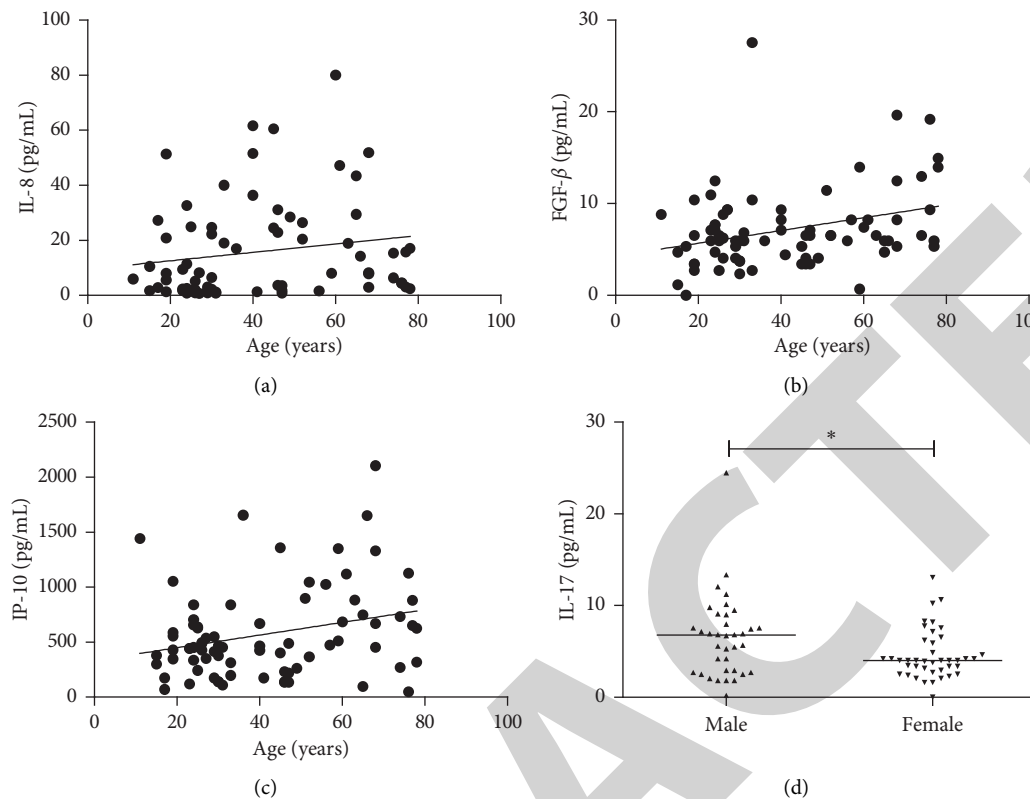 100
80
60
40
20
0
IL-8 (pg/mL)
0 20 40 60 80 100
Age (years)
(a)
30
20
10
0
FGF-β (pg/mL)
0 20 40 60 80 100
Age (years)
(b)
2500
2000
1500
1000
500
0
IP-10 (pg/mL)
0 20 40 60 80 100
Age (years)
(c)
30
20
10
0
IL-17 (pg/mL)
*
Male Female
(d)